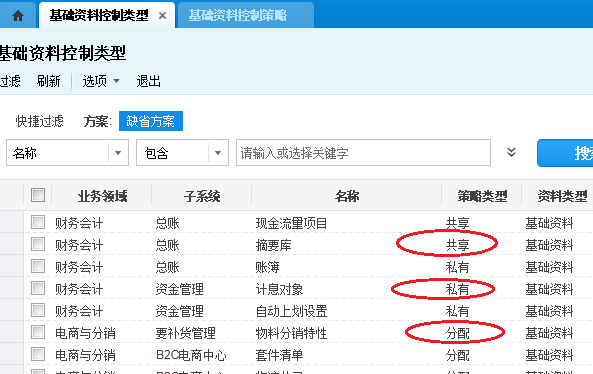 基础资料控制类型 × 基础资料控制策略
基础资料控制类型
过滤 刷新 选项 退出
快捷过滤 方案: 缺省方案
名称 包含 请输入或选择关键字
业务领域 子系统 名称 策略类型 资料类型
财务会计 总账 现金流量项目 共享 基础资料
财务会计 总账 摘要库 共享 基础资料
财务会计 总账 账簿 私有 基础资料
财务会计 资金管理 计息对象 私有 基础资料
财务会计 资金管理 自动上划设置 私有 基础资料
电商与分销 要补货管理 物料分销特性 分配 基础资料
电商与分销 B2C电商中心 套件清单 分配 基础资料